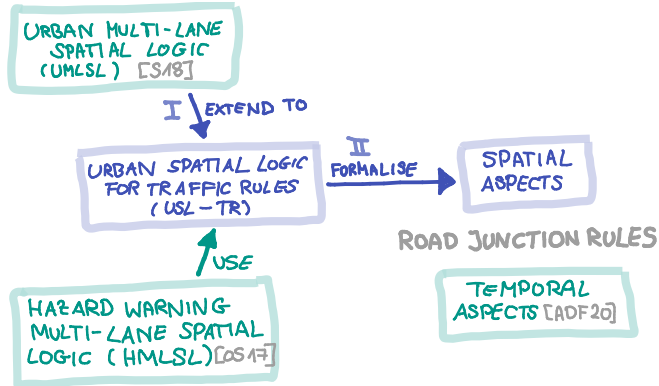 URBAN MULTI-LANE
SPATIAL LOGIC
(UMLSL) [S18]
I EXTEND TO
URBAN SPATIAL LOGIC
FOR TRAFFIC RULES
(USL-TR)
II
FORMALISE
SPATIAL
ASPECTS
ROAD JUNCTION RULES
USE
HAZARD WARNING
MULTI-LANE SPATIAL
LOGIC (HMLSL)[OS17]
TEMPORAL
ASPECTS [ADF20]